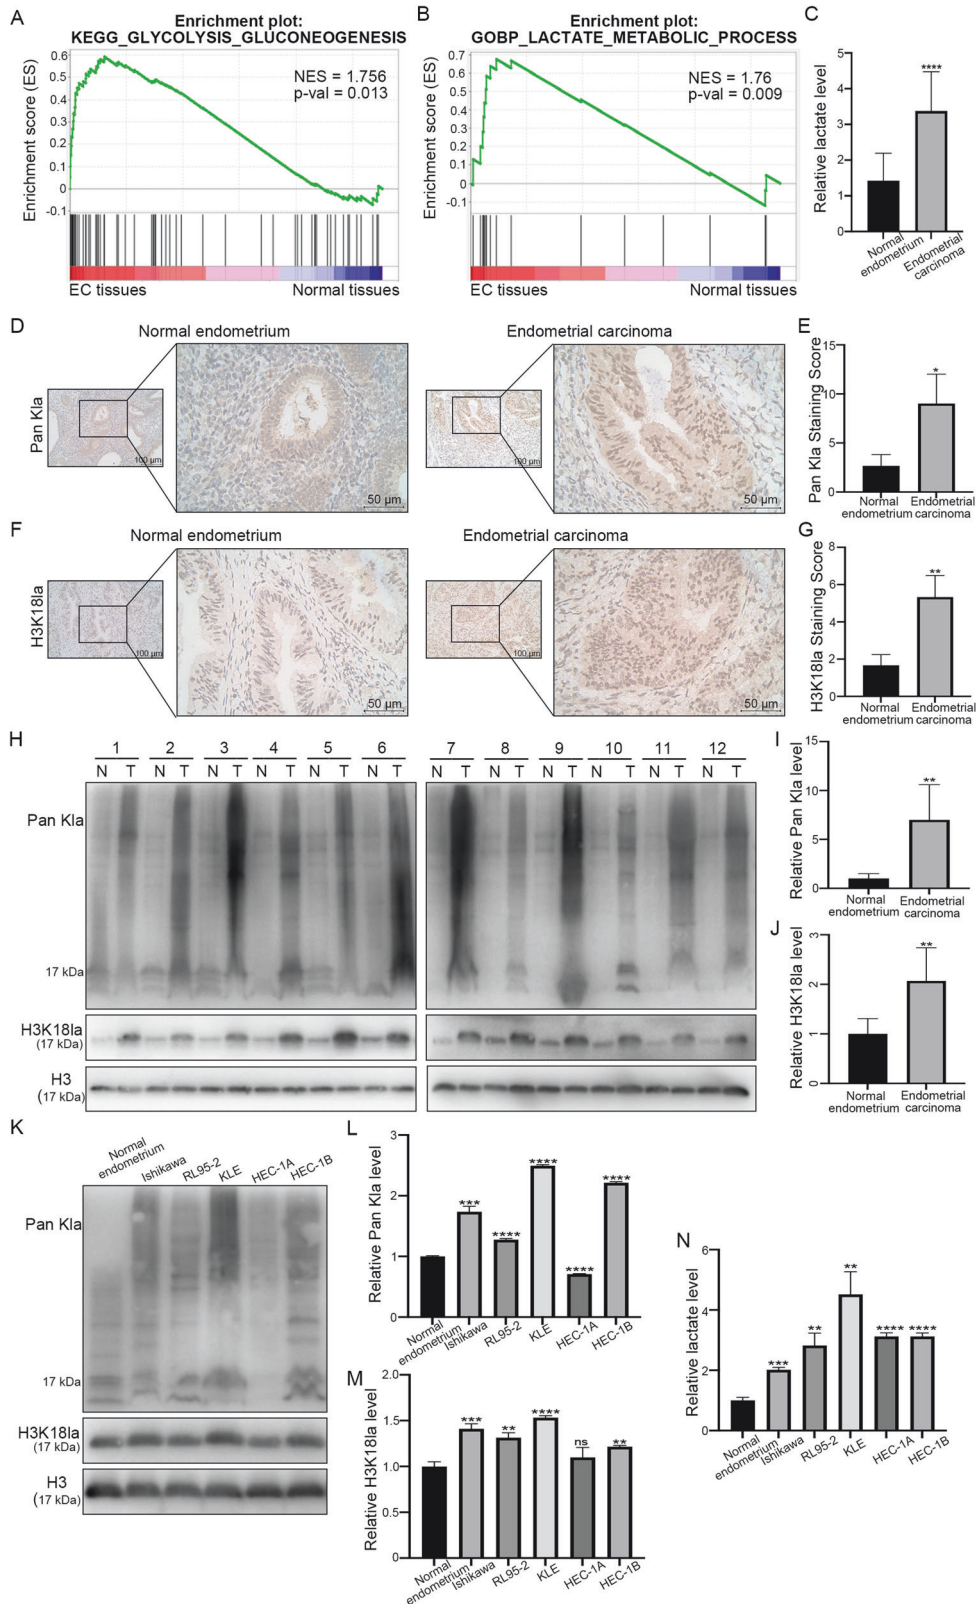 A
Enrichment plot:
KEGG_GLYCOLYSIS_GLUCONEOGENESIS
Enrichment score (ES)
0.6
0.5
0.4
0.3
0.2
0.1
0
-0.1
NES = 1.756
p-val = 0.013
EC tissues
Normal tissues
B
Enrichment plot:
GOBP_LACTATE_METABOLIC_PROCESS
Enrichment score (ES)
0.7
0.6
0.5
0.4
0.3
0.2
0.1
0
-0.1
NES = 1.76
p-val = 0.009
EC tissues
Normal tissues
C
Relative lactate level
5
4
3
2
1
0
****
Normal
endometrium
Endometrial
carcinoma
D
Normal endometrium
Endometrial carcinoma
Pan Kla
100 µm
50 µm
100 µm
50 µm
E
Pan Kla Staining Score
15
10
5
0
*
Normal
endometrium
Endometrial
carcinoma
F
Normal endometrium
Endometrial carcinoma
H3K18la
100 µm
50 µm
100 µm
50 µm
G
H3K18la Staining Score
8
6
4
2
0
**
Normal
endometrium
Endometrial
carcinoma
H
1 2 3 4 5 6 7 8 9 10 11 12
N T N T N T N T N T N T N T N T N T N T N T N T
Pan Kla
17 kDa
H3K18la
(17 kDa)
H3
(17 kDa)
I
Relative Pan Kla level
15
10
5
0
**
Normal
endometrium
Endometrial
carcinoma
J
Relative H3K18la level
3
2
1
0
**
Normal
endometrium
Endometrial
carcinoma
K
Normal
endometrium
Ishikawa
RL95-2
KLE
HEC-1A
HEC-1B
Pan Kla
17 kDa
H3K18la
(17 kDa)
H3
(17 kDa)
L
Relative Pan Kla level
3
2
1
0
***
****
****
****
****
Normal
endometrium
Ishikawa
RL95-2
KLE
HEC-1A
HEC-1B
M
Relative H3K18la level
2.0
1.5
1.0
0.5
0.0
***
**
****
ns
**
Normal
endometrium
Ishikawa
RL95-2
KLE
HEC-1A
HEC-1B
N
Relative lactate level
6
4
2
0
***
**
**
****
****
Normal
endometrium
Ishikawa
RL95-2
KLE
HEC-1A
HEC-1B